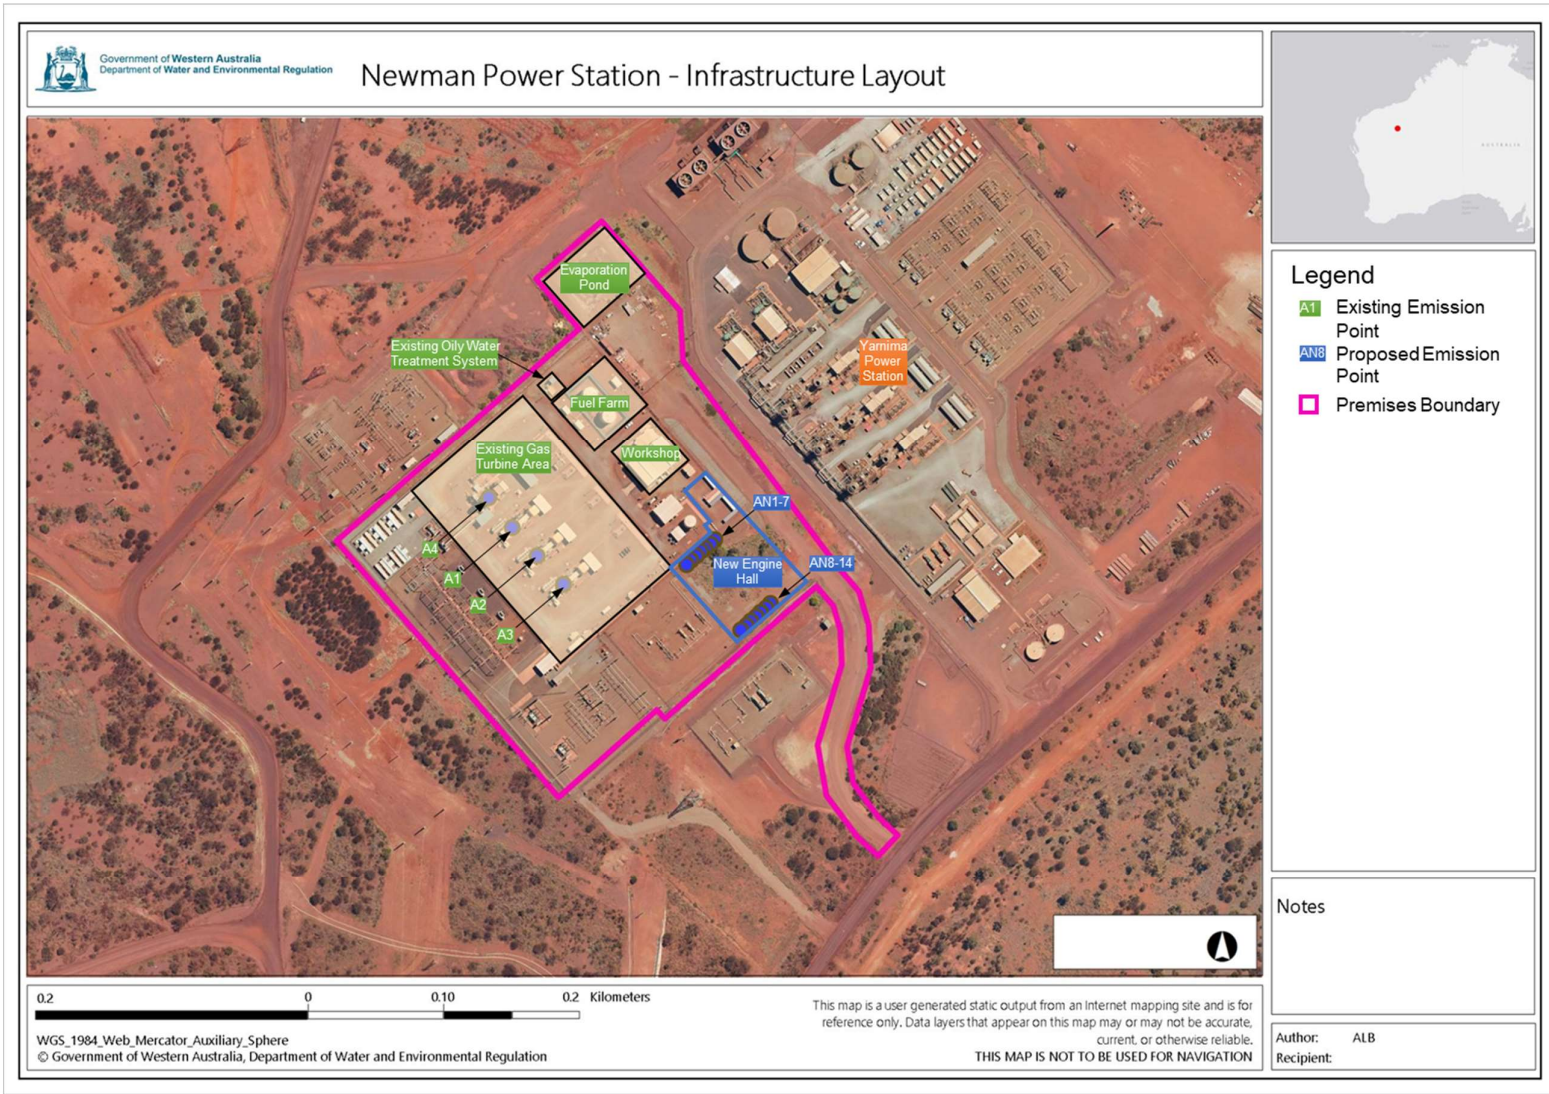 Government of Western Australia
Department of Water and Environmental Regulation
Newman Power Station - Infrastructure Layout
AUSTRALIA
Evaporation
Pond
Existing Oily Water
Treatment System
Fuel Farm
Yarnima
Power
Station
Existing Gas
Turbine Area
Workshop
AN1-7
A4
A1
A2
A3
New Engine
Hall
AN8-14
Legend
A1 Existing Emission
Point
AN8 Proposed Emission
Point
Premises Boundary
Notes
0.2 0 0.10 0.2 Kilometers
WGS_1984_Web_Mercator_Auxiliary_Sphere
© Government of Western Australia, Department of Water and Environmental Regulation
This map is a user generated static output from an Internet mapping site and is for
reference only. Data layers that appear on this map may or may not be accurate,
current, or otherwise reliable.
THIS MAP IS NOT TO BE USED FOR NAVIGATION
Author: ALB
Recipient: